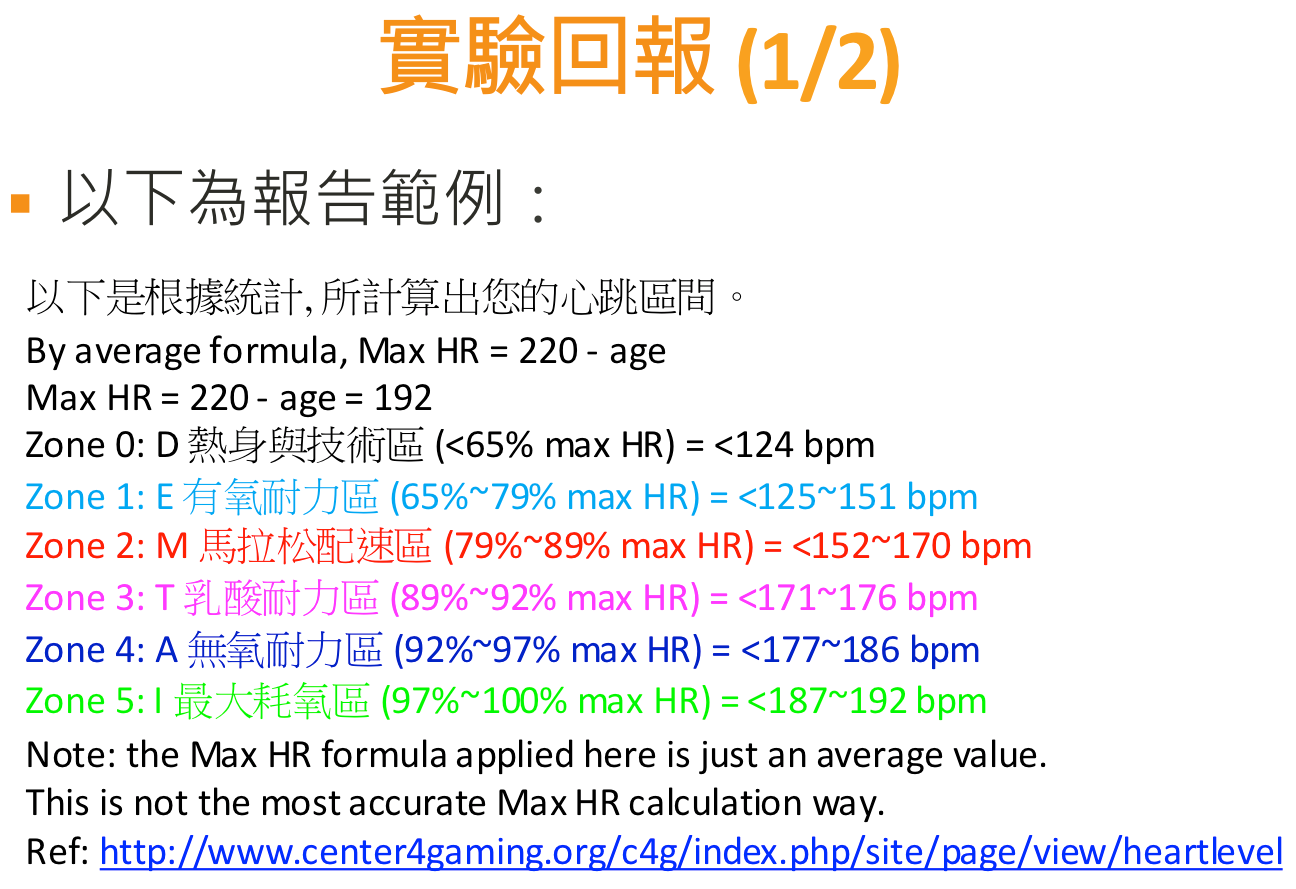 實驗回報 (1/2)
以下為報告範例：
以下是根據統計, 所計算出您的心跳區間。
By average formula, Max HR = 220 - age
Max HR = 220 - age = 192
Zone 0: D 熱身與技術區 (<65% max HR) = <124 bpm
Zone 1: E 有氧耐力區 (65%~79% max HR) = <125~151 bpm
Zone 2: M 馬拉松配速區 (79%~89% max HR) = <152~170 bpm
Zone 3: T 乳酸耐力區 (89%~92% max HR) = <171~176 bpm
Zone 4: A 無氧耐力區 (92%~97% max HR) = <177~186 bpm
Zone 5: I 最大耗氧區 (97%~100% max HR) = <187~192 bpm
Note: the Max HR formula applied here is just an average value.
This is not the most accurate Max HR calculation way.
Ref: http://www.center4gaming.org/c4g/index.php/site/page/view/heartlevel